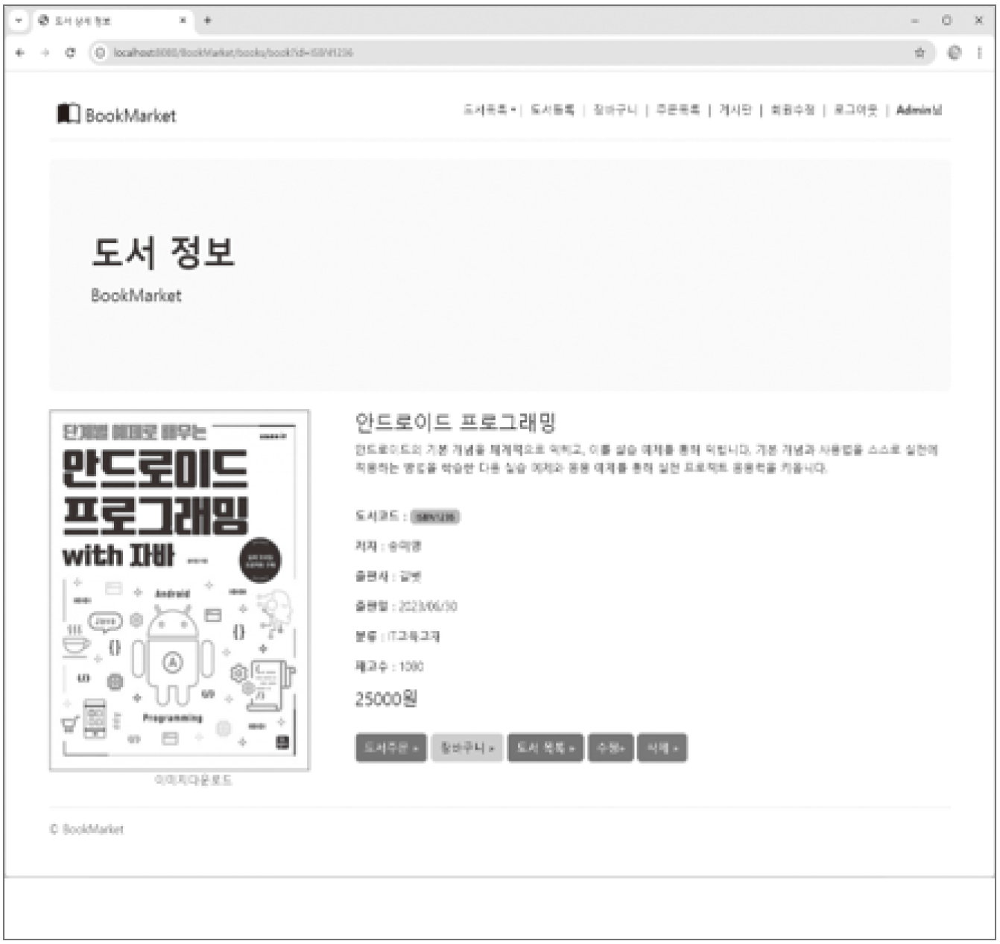 도서 상세 정보
localhost:8080/BookMarket/books/book?id=ISBN1236
BookMarket
도서목록 | 도서등록 | 장바구니 | 주문목록 | 게시판 | 회원수정 | 로그아웃 | Admin님
도서 정보
BookMarket
단계별 예제로 배우는
안드로이드
프로그래밍
with 자바
Android
Java
{}
{}
A
</>
</>
Programming
</>
이미지다운로드
안드로이드 프로그래밍
안드로이드의 기본 개념을 체계적으로 익히고, 이를 실습 예제를 통해 익힙니다. 기본 개념과 사용법을 스스로 실전에
적용하는 방법을 학습한 다음 실습 예제와 응용 예제를 통해 실전 프로젝트 응용력을 키웁니다.
도서코드 : ISBN1236
저자 : 송미영
출판사 : 길벗
출판일 : 2023/06/30
분류 : IT교육교재
재고수 : 1000
25000원
도서주문 » 장바구니 » 도서 목록 » 수정» 삭제 »
© BookMarket